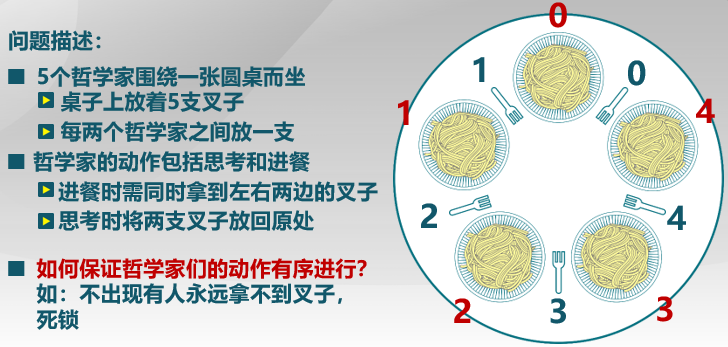 问题描述：
5个哲学家围绕一张圆桌而坐
桌子上放着5支叉子
每两个哲学家之间放一支
哲学家的动作包括思考和进餐
进餐时需同时拿到左右两边的叉子
思考时将两支叉子放回原处
如何保证哲学家们的动作有序进行？
如：不出现有人永远拿不到叉子，
死锁
0
1
0
1
4
2
4
2
3
3